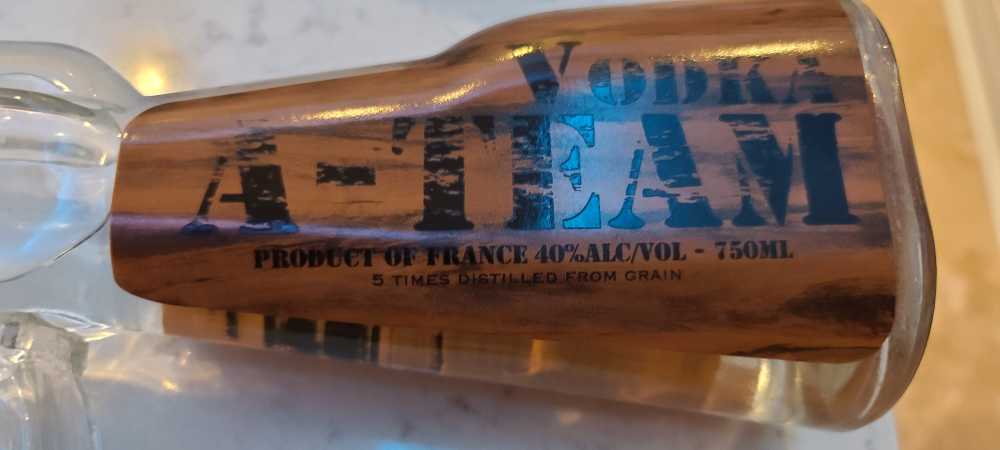 VODKA
A-TEAM
PRODUCT OF FRANCE 40%ALC/VOL - 750ML
5 TIMES DISTILLED FROM GRAIN